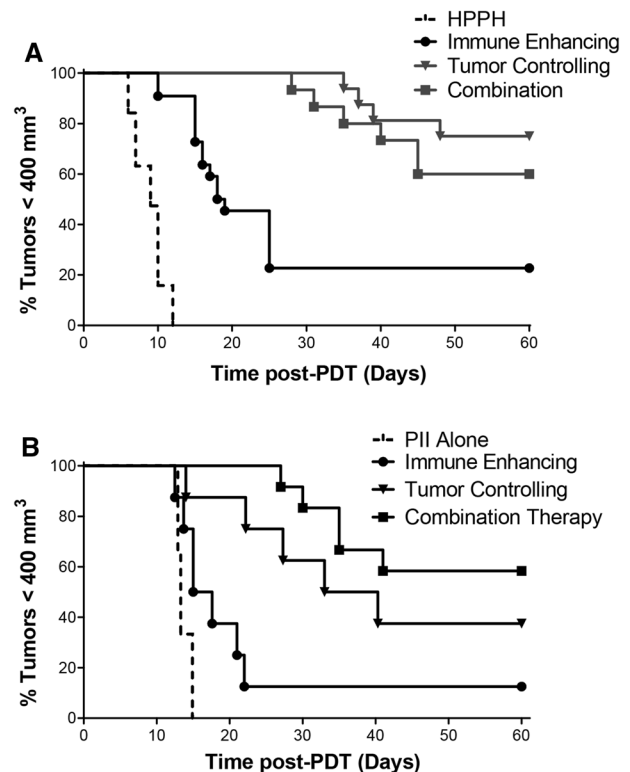 A
HPPH
Immune Enhancing
Tumor Controlling
Combination
% Tumors < 400 mm³
100
80
60
40
20
0
0 10 20 30 40 50 60
Time post-PDT (Days)
B
PII Alone
Immune Enhancing
Tumor Controlling
Combination Therapy
% Tumors < 400 mm³
100
80
60
40
20
0
0 10 20 30 40 50 60
Time post-PDT (Days)